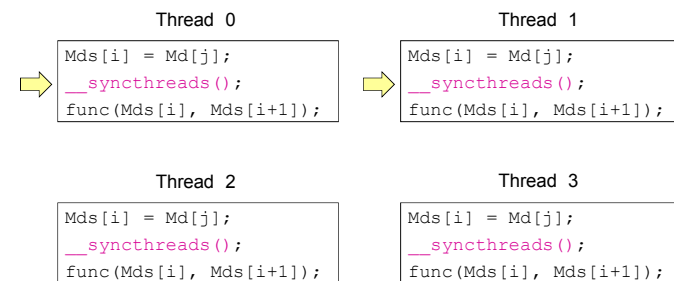 Thread 0
Thread 1
Mds[i] = Md[j];
__syncthreads();
func(Mds[i], Mds[i+1]);
Mds[i] = Md[j];
__syncthreads();
func(Mds[i], Mds[i+1]);
Thread 2
Thread 3
Mds[i] = Md[j];
__syncthreads();
func(Mds[i], Mds[i+1]);
Mds[i] = Md[j];
__syncthreads();
func(Mds[i], Mds[i+1]);